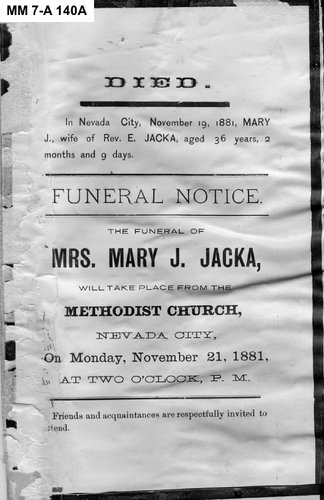 MM 7-A 140A
DIED.
In Nevada City, November 19, 1881, MARY
J., wife of Rev. E. JACKA, aged 36 years, 2
months and 9 days.
FUNERAL NOTICE.
THE FUNERAL OF
MRS. MARY J. JACKA,
WILL TAKE PLACE FROM THE
METHODIST CHURCH,
NEVADA CITY,
On Monday, November 21, 1881,
AT TWO O'CLOCK, P. M.
Friends and acquaintances are respectfully invited to
ttend.